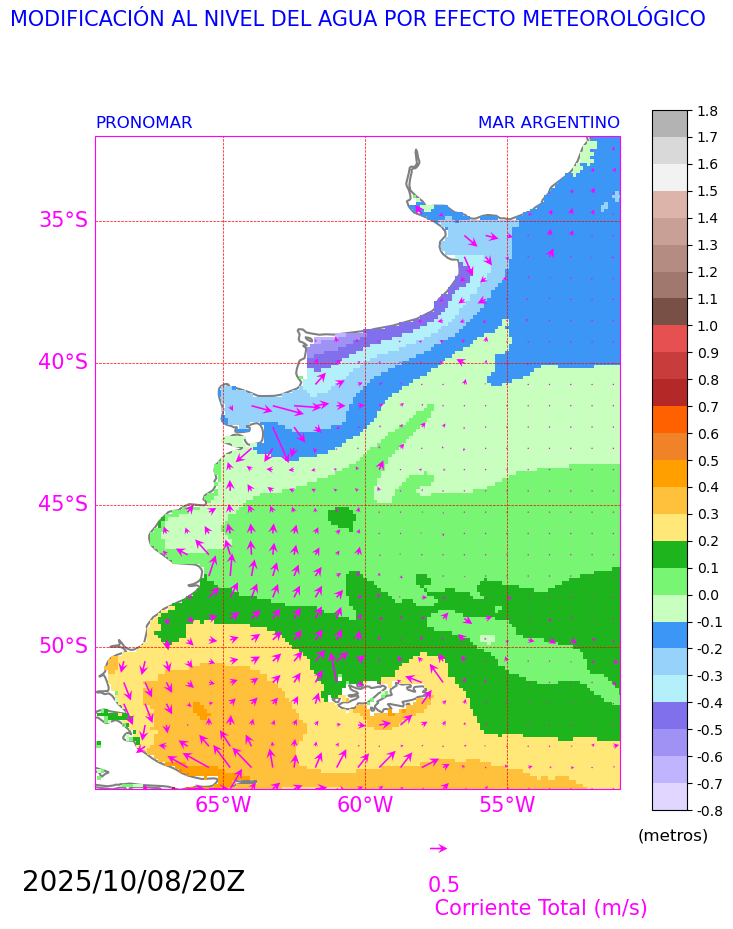 MODIFICACIÓN AL NIVEL DEL AGUA POR EFECTO METEOROLÓGICO
PRONOMAR
MAR ARGENTINO
35°S
40°S
45°S
50°S
65°W
60°W
55°W
1.8
1.7
1.6
1.5
1.4
1.3
1.2
1.1
1.0
0.9
0.8
0.7
0.6
0.5
0.4
0.3
0.2
0.1
0.0
-0.1
-0.2
-0.3
-0.4
-0.5
-0.6
-0.7
-0.8
(metros)
2025/10/08/20Z
0.5
Corriente Total (m/s)